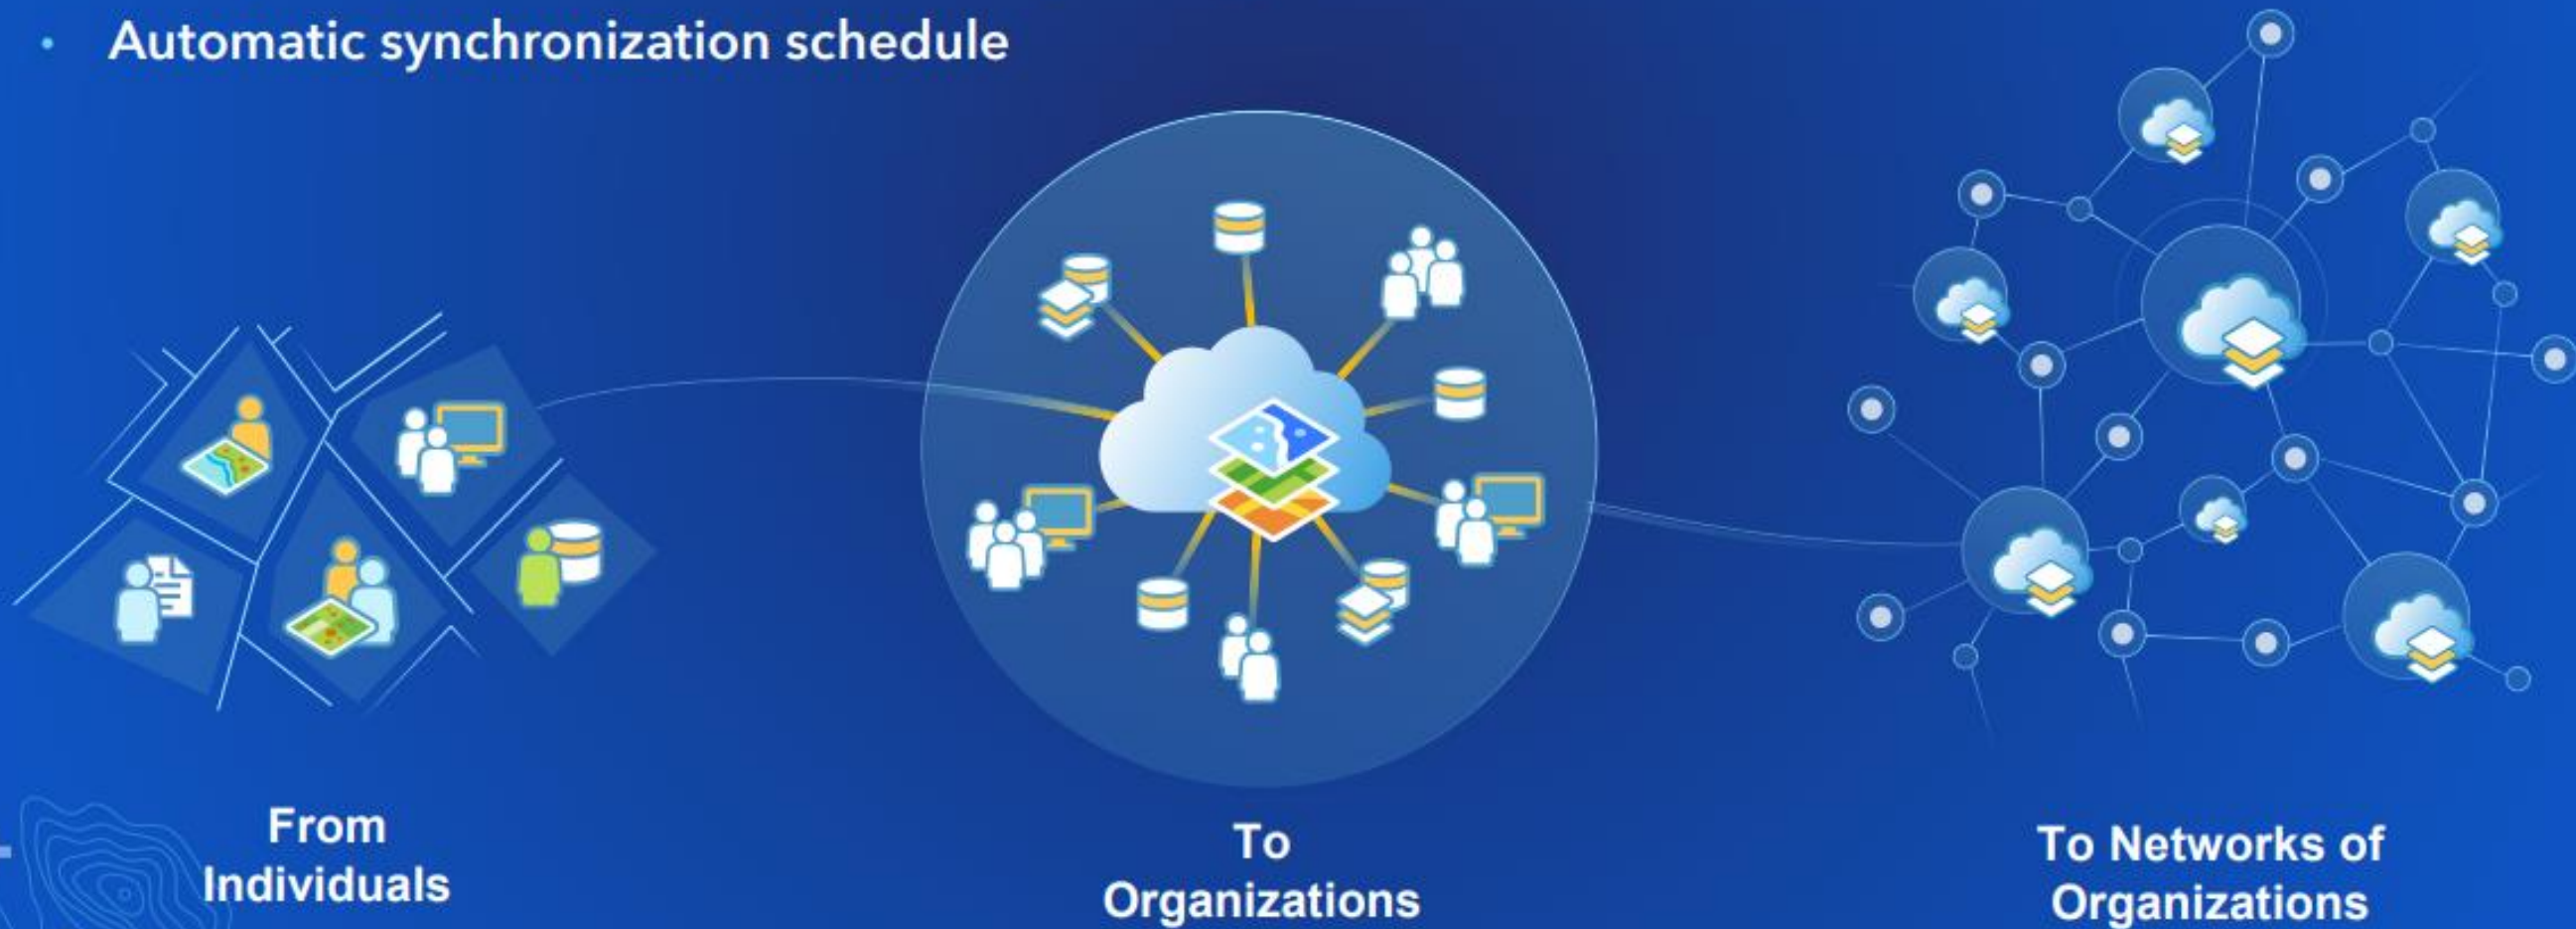 • Automatic synchronization schedule
From
Individuals
To
Organizations
To Networks of
Organizations